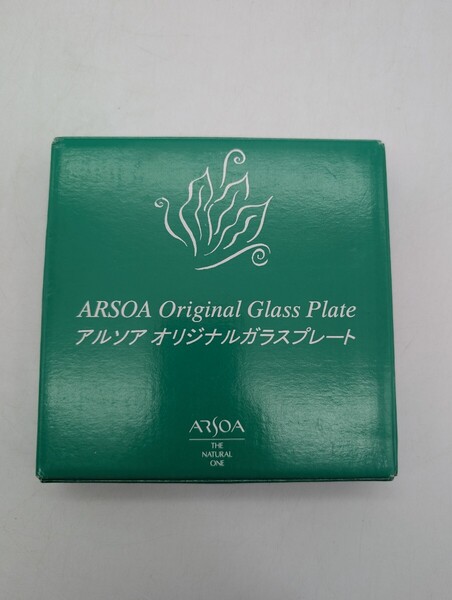 ARSOA Original Glass Plate
アルソア オリジナルガラスプレート
ARSOA
THE
NATURAL
ONE